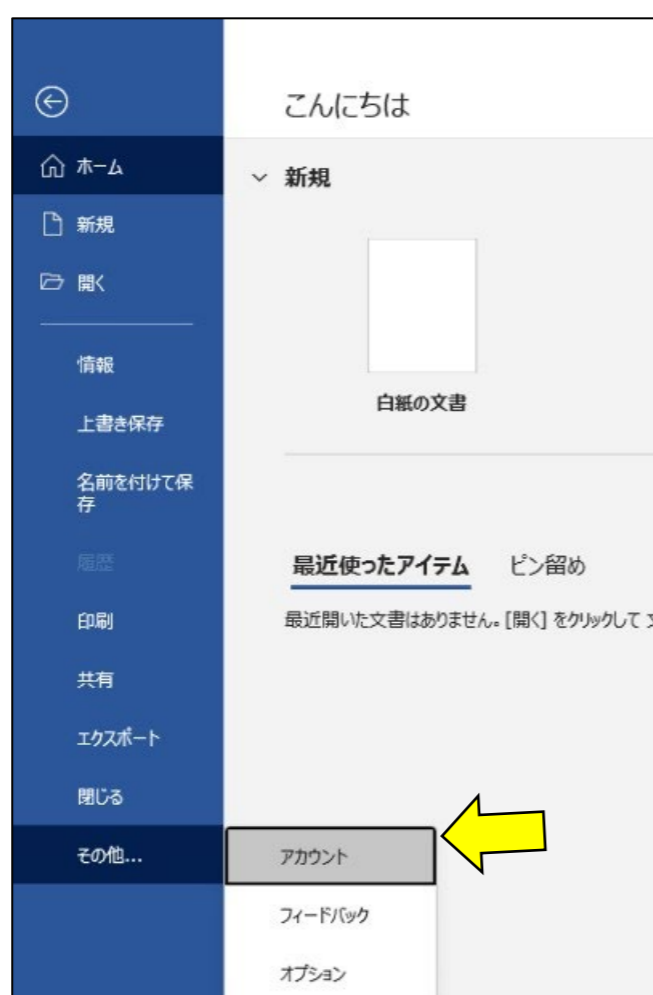 こんにちは
ホーム
新規
開く
情報
上書き保存
名前を付けて保
存
履歴
印刷
共有
エクスポート
閉じる
その他...
新規
白紙の文書
最近使ったアイテム ピン留め
最近開いた文書はありません。[開く] をクリックして
アカウント
フィードバック
オプション